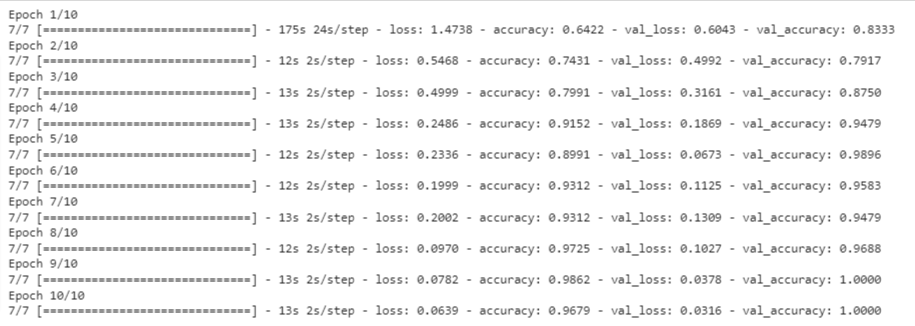 Epoch 1/10
7/7 [==============================] - 175s 24s/step - loss: 1.4738 - accuracy: 0.6422 - val_loss: 0.6043 - val_accuracy: 0.8333
Epoch 2/10
7/7 [==============================] - 12s 2s/step - loss: 0.5468 - accuracy: 0.7431 - val_loss: 0.4992 - val_accuracy: 0.7917
Epoch 3/10
7/7 [==============================] - 13s 2s/step - loss: 0.4999 - accuracy: 0.7991 - val_loss: 0.3161 - val_accuracy: 0.8750
Epoch 4/10
7/7 [==============================] - 13s 2s/step - loss: 0.2486 - accuracy: 0.9152 - val_loss: 0.1869 - val_accuracy: 0.9479
Epoch 5/10
7/7 [==============================] - 12s 2s/step - loss: 0.2336 - accuracy: 0.8991 - val_loss: 0.0673 - val_accuracy: 0.9896
Epoch 6/10
7/7 [==============================] - 12s 2s/step - loss: 0.1999 - accuracy: 0.9312 - val_loss: 0.1125 - val_accuracy: 0.9583
Epoch 7/10
7/7 [==============================] - 13s 2s/step - loss: 0.2002 - accuracy: 0.9312 - val_loss: 0.1309 - val_accuracy: 0.9479
Epoch 8/10
7/7 [==============================] - 12s 2s/step - loss: 0.0970 - accuracy: 0.9725 - val_loss: 0.1027 - val_accuracy: 0.9688
Epoch 9/10
7/7 [==============================] - 13s 2s/step - loss: 0.0782 - accuracy: 0.9862 - val_loss: 0.0378 - val_accuracy: 1.0000
Epoch 10/10
7/7 [==============================] - 13s 2s/step - loss: 0.0639 - accuracy: 0.9679 - val_loss: 0.0316 - val_accuracy: 1.0000